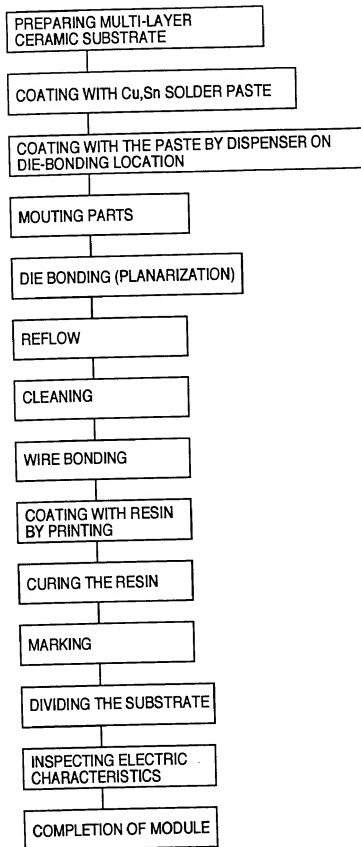 PREPARING MULTI-LAYER
CERAMIC SUBSTRATE
COATING WITH Cu,Sn SOLDER PASTE
COATING WITH THE PASTE BY DISPENSER ON
DIE-BONDING LOCATION
MOUTING PARTS
DIE BONDING (PLANARIZATION)
REFLOW
CLEANING
WIRE BONDING
COATING WITH RESIN
BY PRINTING
CURING THE RESIN
MARKING
DIVIDING THE SUBSTRATE
INSPECTING ELECTRIC
CHARACTERISTICS
COMPLETION OF MODULE